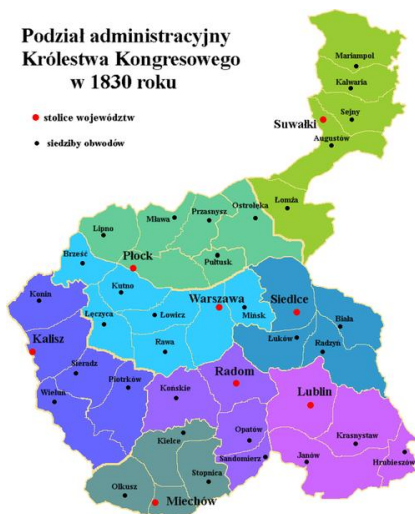 Podział administracyjny
Królestwa Kongresowego
w 1830 roku
stolice województw
siedziby obwodów
Mariampol
Kalwaria
Sejny
Suwałki
Augustów
Łomża
Ostrołęka
Przasnysz
Mława
Lipno
Pułtusk
Płock
Brześć
Kutno
Konin
Łęczyca
Łowicz
Warszawa
Mińsk
Siedlce
Biała
Kalisz
Rawa
Łuków
Radzyń
Sieradz
Piotrków
Radom
Wieluń
Końskie
Lublin
Opatów
Kielce
Krasnystaw
Sandomierz
Janów
Hrubieszów
Stopnica
Olkusz
Miechów